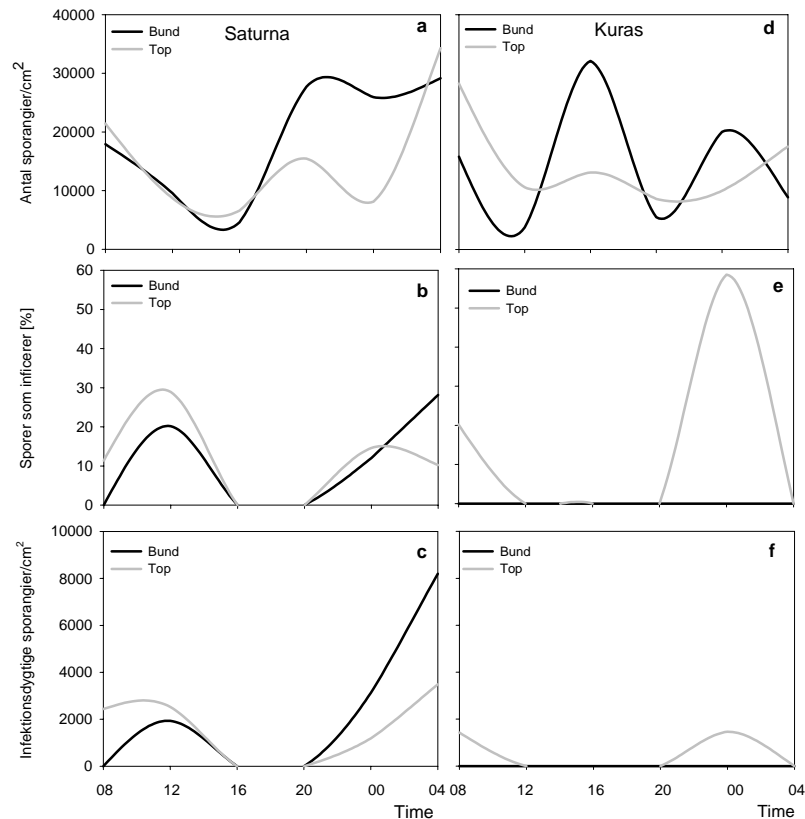 Saturna
a
Bund
Top
40000
30000
20000
10000
0
Antal sporangier/cm2
Kuras
d
Bund
Top
b
Bund
Top
60
50
40
30
20
10
0
Sporer som inficerer [%]
e
Bund
Top
c
Bund
Top
10000
8000
6000
4000
2000
0
Infektionsdygtige sporangier/cm2
08 12 16 20 00 04
Time
f
Bund
Top
08 12 16 20 00 04
Time